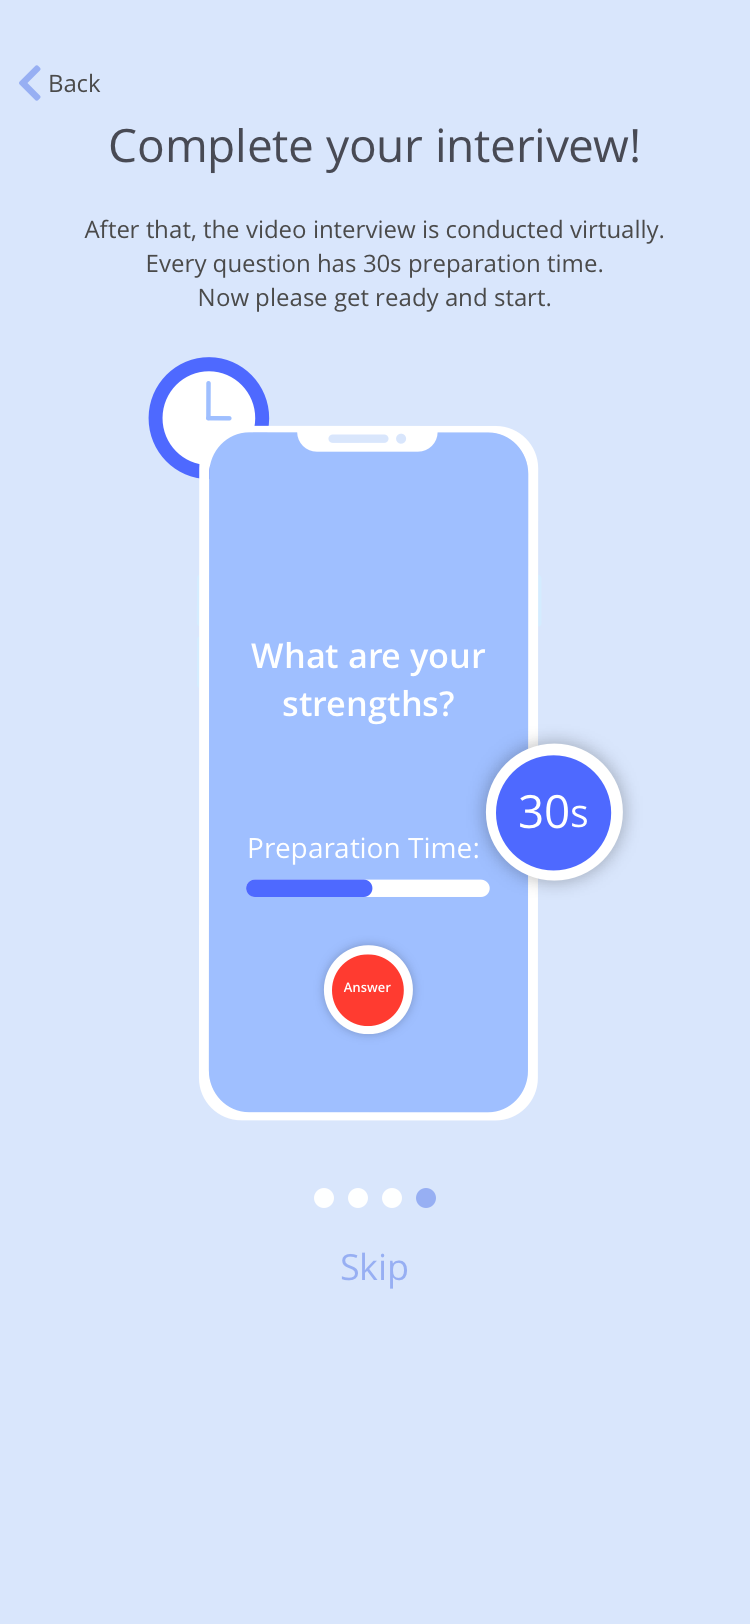 Back
Complete your interivew!
After that, the video interview is conducted virtually.
Every question has 30s preparation time.
Now please get ready and start.
What are your
strengths?
30s
Preparation Time:
Answer
Skip